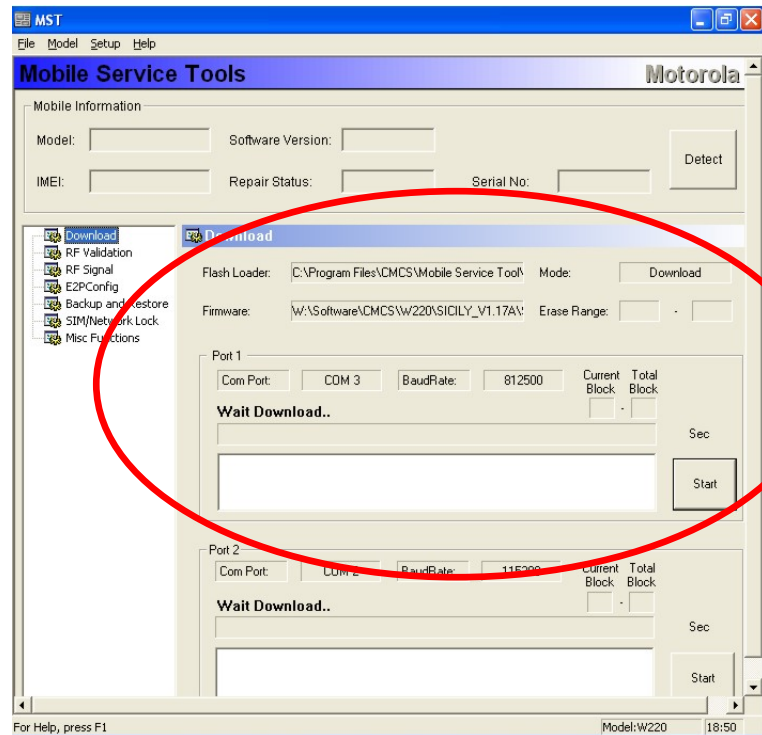 MST
File Model Setup Help
Mobile Service Tools Motorola
Mobile Information
Model: Software Version:
Detect
IMEI: Repair Status: Serial No:
Download
RF Validation
RF Signal
E2PConfig
Backup and Restore
SIM/Network Lock
Misc Functions
Download
Flash Loader: C:\Program Files\CMCS\Mobile Service Tool\ Mode: Download
Firmware: W:\Software\CMCS\W220\SICILY_V1.17A\ Erase Range: -
Port 1
Com Port: COM 3 BaudRate: 812500 Current Block Total Block
Wait Download.. -
Sec
Start
Port 2
Com Port: COM 2 BaudRate: 115200 Current Block Total Block
Wait Download.. -
Sec
Start
For Help, press F1 Model:W220 18:50